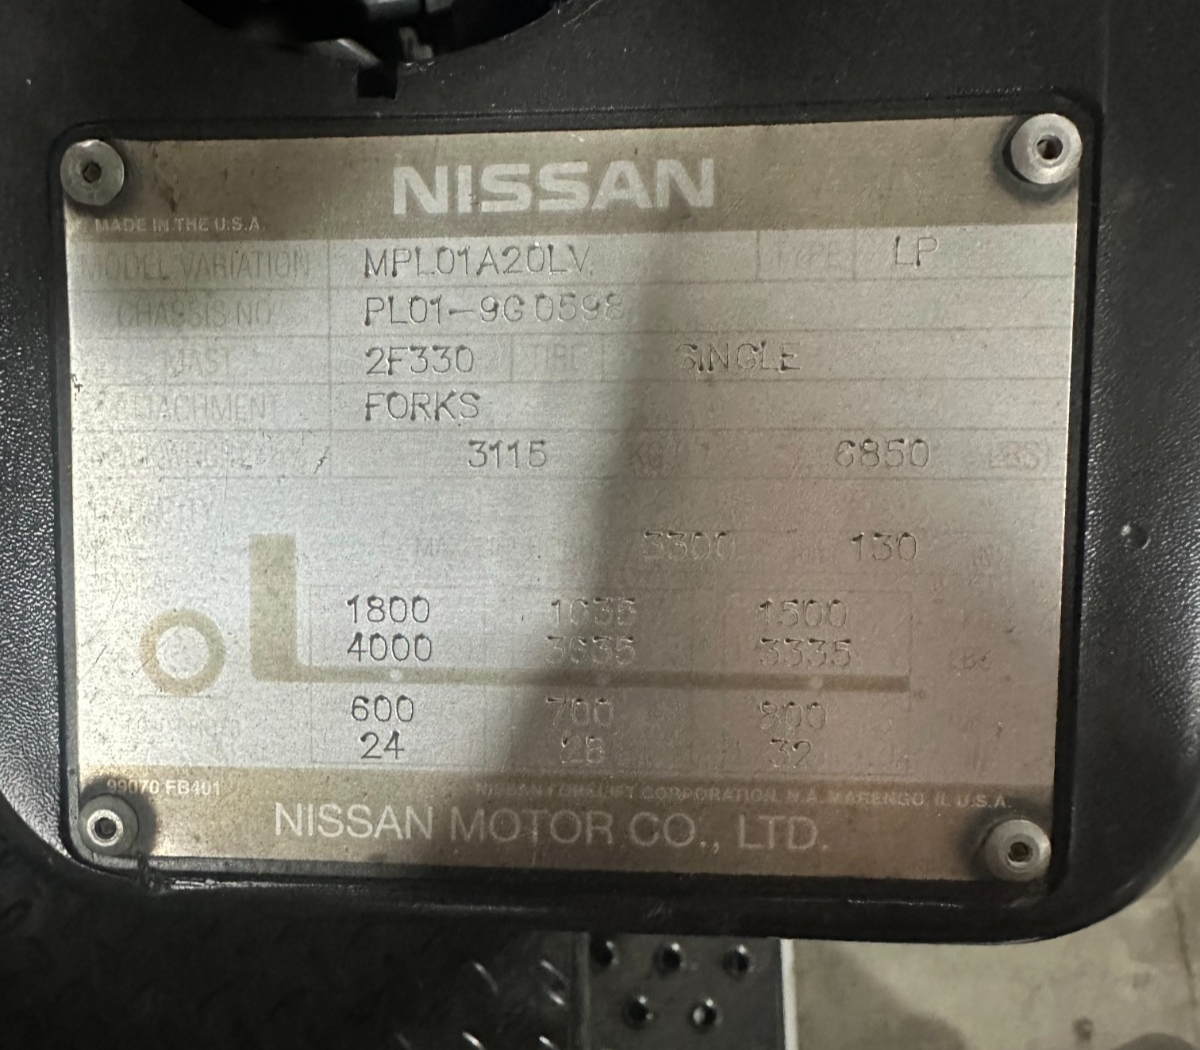 NISSAN
MADE IN THE U.S.A.
MODEL VARIATION MPL01A20LV TYPE LP
CHASSIS NO. PL01-9G0598
MAST 2F330 TIRE SINGLE
ATTACHMENT FORKS
3115 KG 6850 LBS
CAPACITY
3300 130 IN
1800 1635 1500
4000 3635 3335 LBS
600 700 800
24 28 32
99070 FB401
NISSAN FORKLIFT CORPORATION, N.A. MARENGO, IL U.S.A.
NISSAN MOTOR CO., LTD.